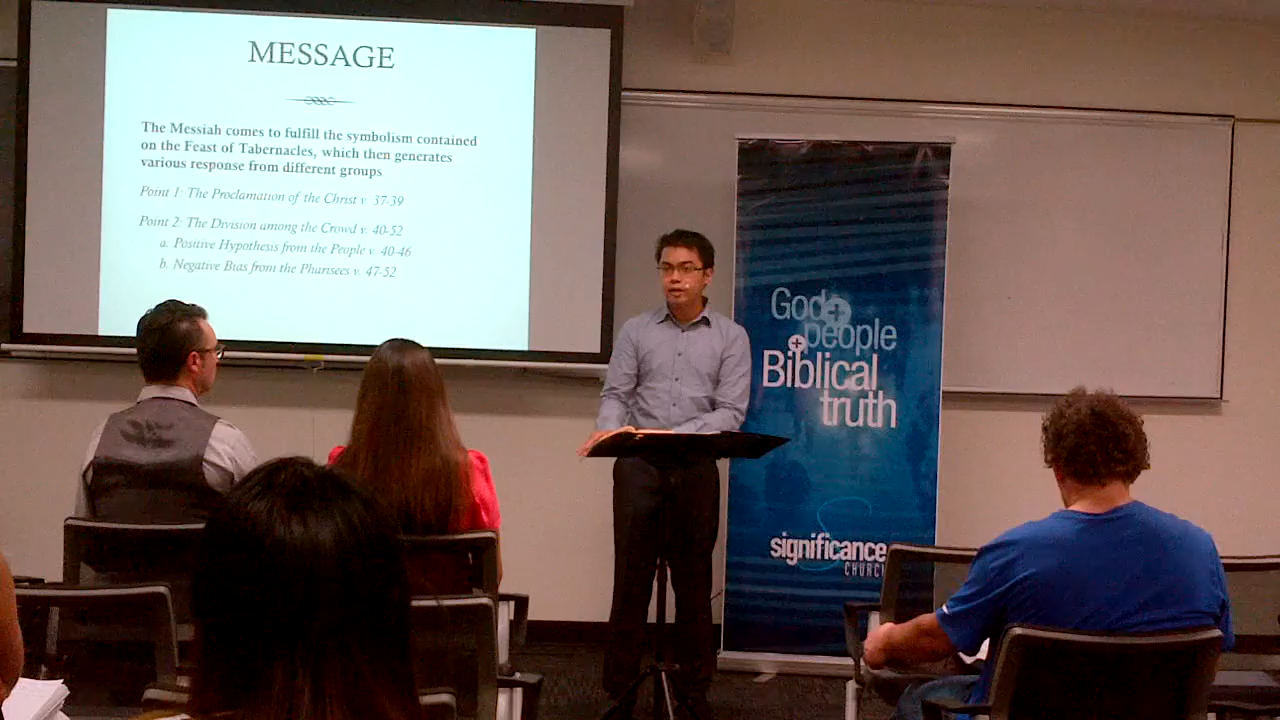 MESSAGE
The Messiah comes to fulfill the symbolism contained
on the Feast of Tabernacles, which then generates
various response from different groups
Point 1: The Proclamation of the Christ v. 37-39
Point 2: The Division among the Crowd v. 40-52
a. Positive Hypothesis from the People v. 40-46
b. Negative Bias from the Pharisees v. 47-52
God+
+people
Biblical
truth
significance
CHURCH